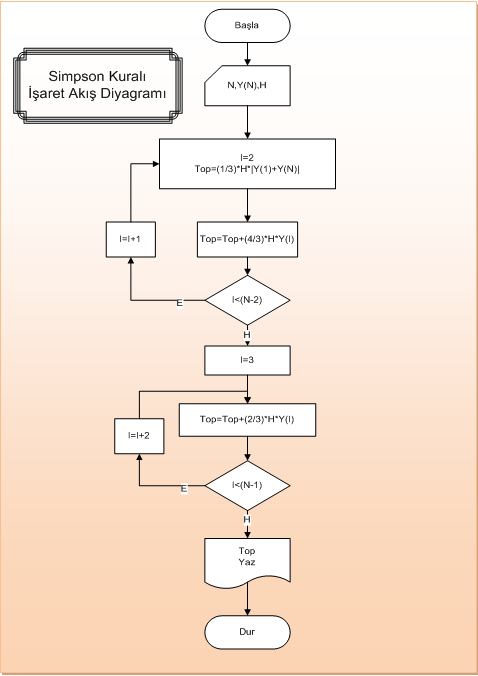 Başla
Simpson Kuralı
İşaret Akış Diyagramı
N,Y(N),H
I=2
Top=(1/3)*H*|Y(1)+Y(N)|
I=I+1
Top=Top+(4/3)*H*Y(I)
I<(N-2)
E
H
I=3
Top=Top+(2/3)*H*Y(I)
I=I+2
I<(N-1)
E
H
Top
Yaz
Dur